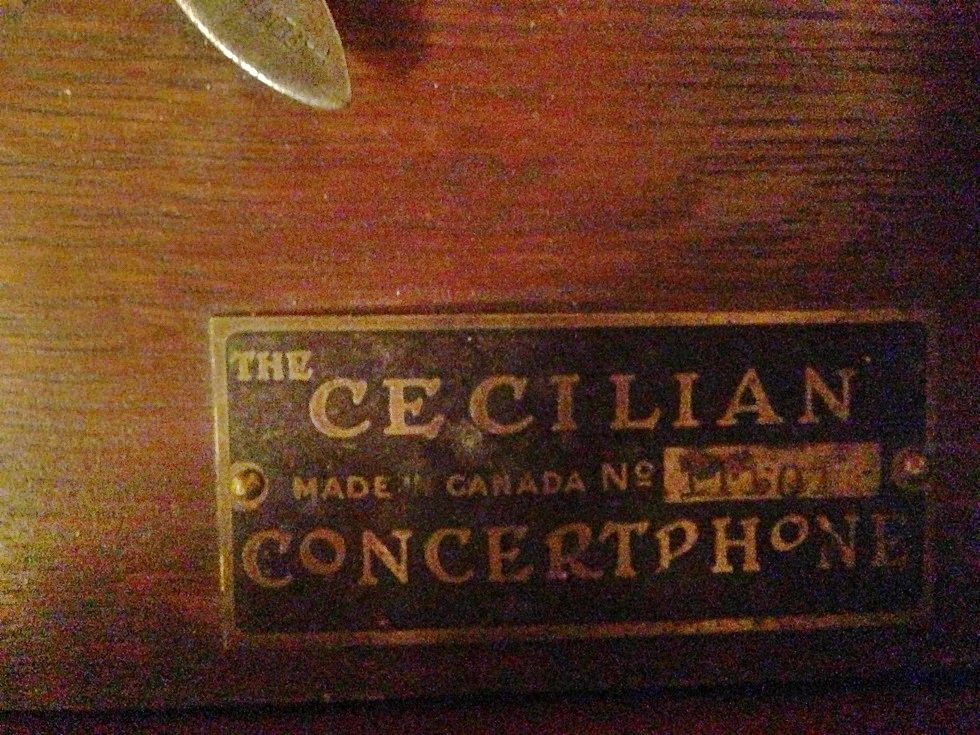 THE
CECILIAN
MADE IN CANADA Nº
CONCERTPHONE